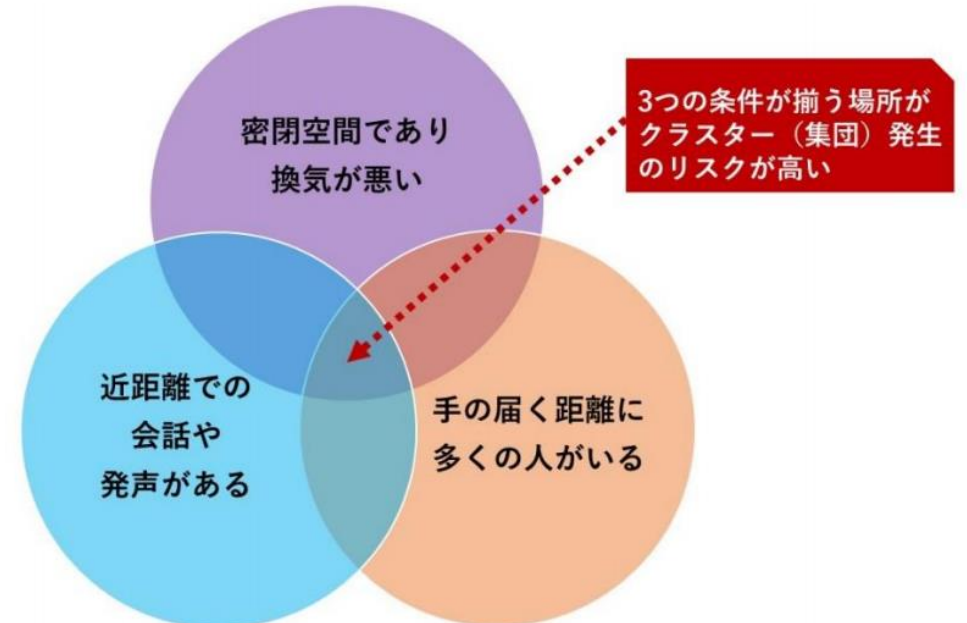 密閉空間であり
換気が悪い
3つの条件が揃う場所が
クラスター（集団）発生
のリスクが高い
近距離での
会話や
発声がある
手の届く距離に
多くの人がいる